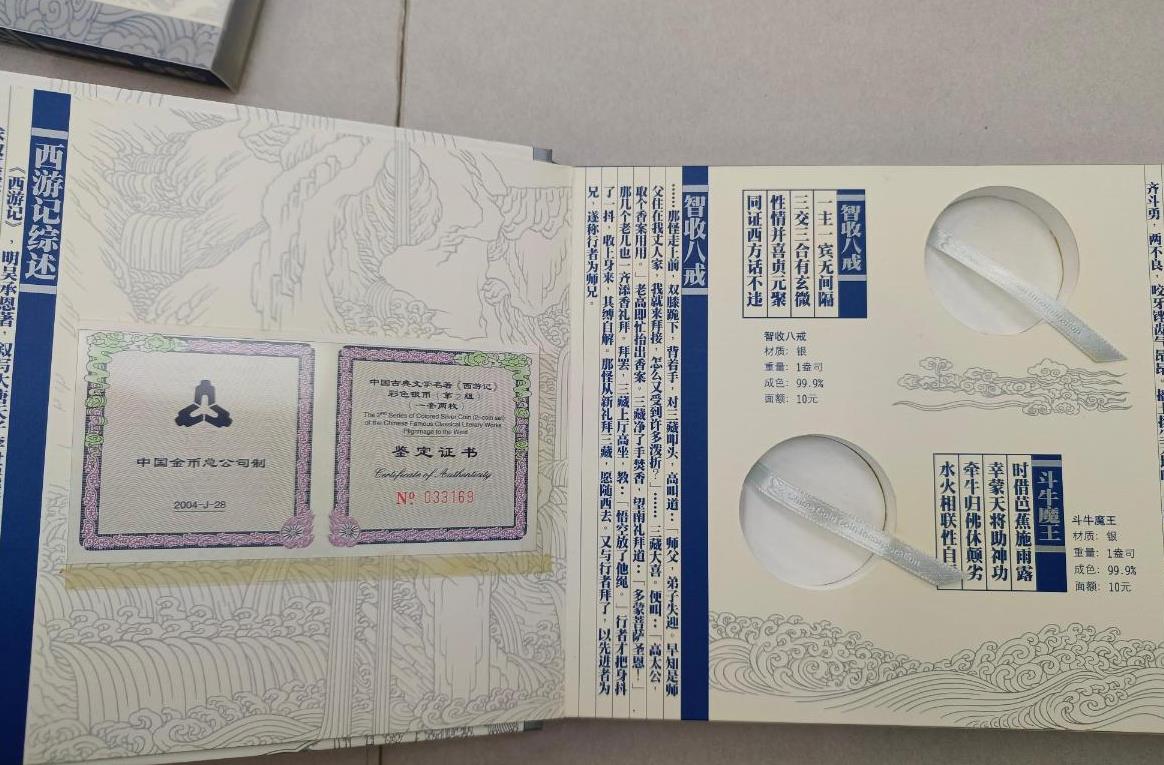 西游记综述
《西游记》，明吴承恩著，叙写大唐
中国金币总公司制
2004-J-28
中国古典文学名著《西游记》
彩色银币（第2组）
（一套两枚）
The 2nd Series of Colored Silver Coin (2-coin set)
of the Chinese Famous Classical Literary Works
Pilgrimage to the West
鉴定证书
Certificate of Authenticity
Nº 033169
智收八戒
……那怪走上前，双膝跪下，背着手，对三藏叩头，高叫道：「师父，弟子失迎。早知是师
父住在我丈人家，我就来拜接，怎么又受到许多泼折？」……三藏大喜。便叫：「高太公，
取个香案用用。」老高即忙抬出香案。三藏净了手焚香，望南礼拜道：「多蒙菩萨圣恩！」
那几个老儿也一齐添香礼拜。拜罢，三藏上厅高坐，教：「悟空放了他绳。」行者才把身抖
了一抖，收上身来，其缚自解。那怪从新礼拜三藏，愿随西去。又与行者拜了，以先进者为
兄，遂称行者为师兄。
智收八戒
一主一宾无间隔
三交三合有玄微
性情并喜贞元聚
同证西方话不违
智收八戒
材质：银
重量：1盎司
成色：99.9%
面额：10元
斗牛魔王
时借芭蕉施雨露
幸蒙天将助神功
牵牛归佛休颠劣
水火相联性自
斗牛魔王
材质：银
重量：1盎司
成色：99.9%
面额：10元
齐斗勇，两不良，咬牙锉齿气昂昂